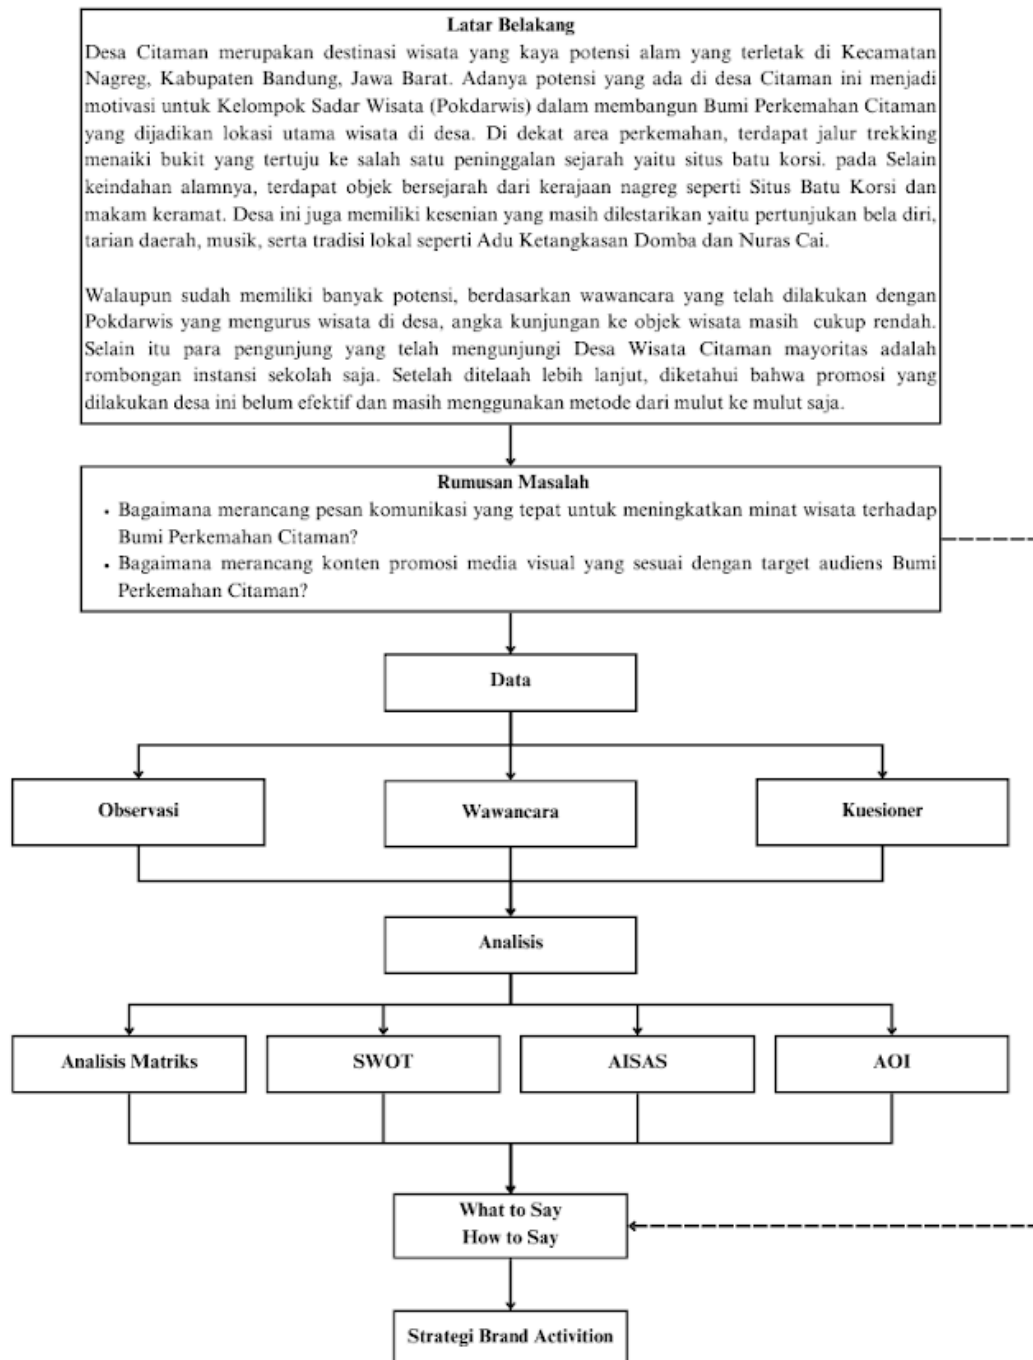 Latar Belakang
Desa Citaman merupakan destinasi wisata yang kaya potensi alam yang terletak di Kecamatan
Nagreg, Kabupaten Bandung, Jawa Barat. Adanya potensi yang ada di desa Citaman ini menjadi
motivasi untuk Kelompok Sadar Wisata (Pokdarwis) dalam membangun Bumi Perkemahan Citaman
yang dijadikan lokasi utama wisata di desa. Di dekat area perkemahan, terdapat jalur trekking
menaiki bukit yang tertuju ke salah satu peninggalan sejarah yaitu situs batu korsi. pada Selain
keindahan alamnya, terdapat objek bersejarah dari kerajaan nagreg seperti Situs Batu Korsi dan
makam keramat. Desa ini juga memiliki kesenian yang masih dilestarikan yaitu pertunjukan bela diri,
tarian daerah, musik, serta tradisi lokal seperti Adu Ketangkasan Domba dan Nuras Cai.
Walaupun sudah memiliki banyak potensi, berdasarkan wawancara yang telah dilakukan dengan
Pokdarwis yang mengurus wisata di desa, angka kunjungan ke objek wisata masih cukup rendah.
Selain itu para pengunjung yang telah mengunjungi Desa Wisata Citaman mayoritas adalah
rombongan instansi sekolah saja. Setelah ditelaah lebih lanjut, diketahui bahwa promosi yang
dilakukan desa ini belum efektif dan masih menggunakan metode dari mulut ke mulut saja.
Rumusan Masalah
• Bagaimana merancang pesan komunikasi yang tepat untuk meningkatkan minat wisata terhadap
Bumi Perkemahan Citaman?
• Bagaimana merancang konten promosi media visual yang sesuai dengan target audiens Bumi
Perkemahan Citaman?
Data
Observasi
Wawancara
Kuesioner
Analisis
Analisis Matriks
SWOT
AISAS
AOI
What to Say
How to Say
Strategi Brand Activition